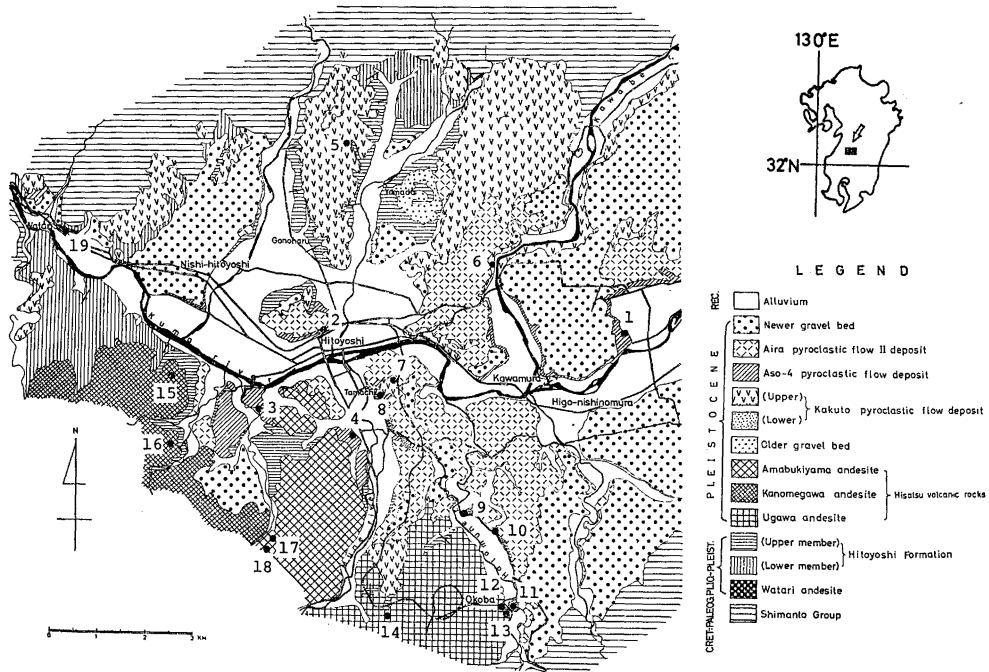 130°E
32°N
5
Yamada
Kawabe
19
Gonoharu
Nishi-hitoyoshi
6
1
2
Hitoyoshi
Kuma river
7
Kawamura
15
8
Higo-nishinomura
3
4
16
N
9
10
17
18
12
11
Okoba
13
14
0 1 2 3 KM
LEGEND
REC.
Alluvium
PLEISTOCENE
Newer gravel bed
Aira pyroclastic flow II deposit
Aso-4 pyroclastic flow deposit
(Upper)
Kakuto pyroclastic flow deposit
(Lower)
Older gravel bed
Amabukiyama andesite
Kanomegawa andesite
Hisatsu volcanic rocks
Ugawa andesite
PLIO-PLEIST.
(Upper member)
Hitoyoshi Formation
(Lower member)
Watari andesite
CRET.-PALEOG.
Shimanto Group